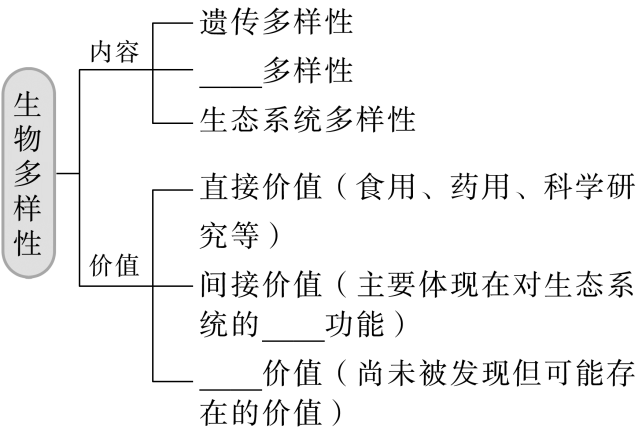 生物多样性
内容
遗传多样性
____多样性
生态系统多样性
价值
直接价值（食用、药用、科学研
究等）
间接价值（主要体现在对生态系
统的____功能）
____价值（尚未被发现但可能存
在的价值）